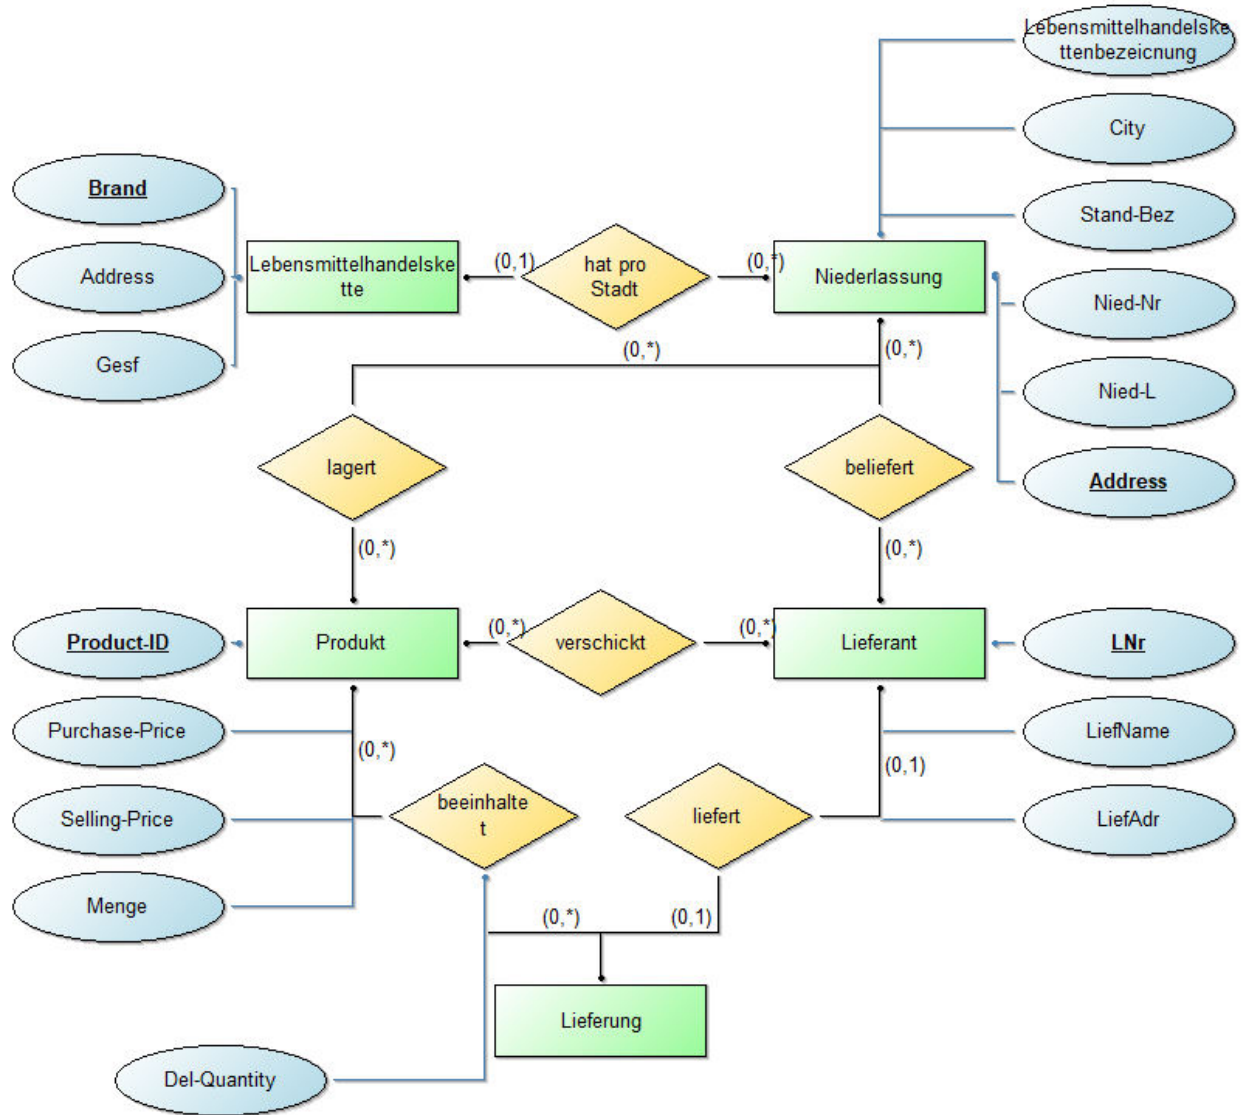 Lebensmittelhandelske
ttenbezeicnung
City
Brand
Stand-Bez
Address
Lebensmittelhandelske
tte
(0,1)
hat pro
Stadt
(0,*)
Niederlassung
Nied-Nr
Gesf
(0,*)
(0,*)
Nied-L
lagert
beliefert
Address
(0,*)
(0,*)
Product-ID
Produkt
(0,*)
verschickt
(0,*)
Lieferant
LNr
Purchase-Price
(0,*)
LiefName
(0,1)
Selling-Price
beeinhalte
t
liefert
LiefAdr
Menge
(0,*)
(0,1)
Lieferung
Del-Quantity